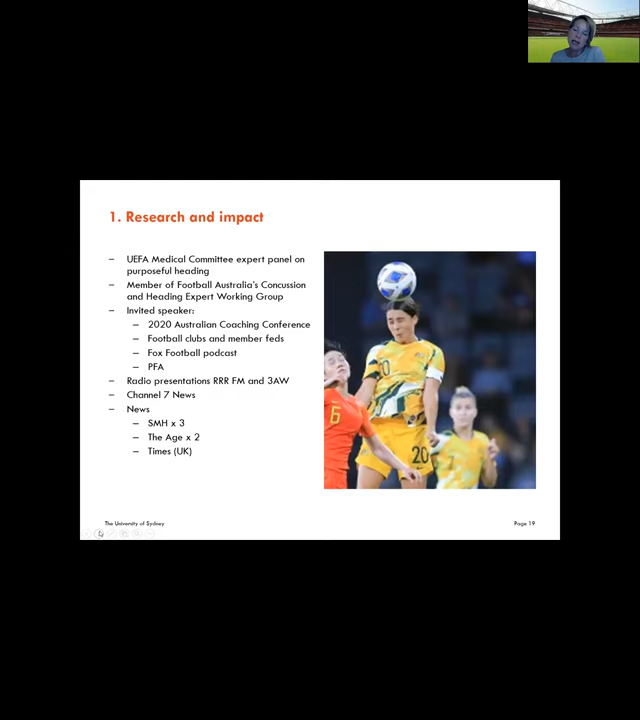 1. Research and impact
– UEFA Medical Committee expert panel on
purposeful heading
– Member of Football Australia's Concussion
and Heading Expert Working Group
– Invited speaker:
– 2020 Australian Coaching Conference
– Football clubs and member feds
– Fox Football podcast
– PFA
– Radio presentations RRR FM and 3AW
– Channel 7 News
– News
– SMH x 3
– The Age x 2
– Times (UK)
6
20
The University of Sydney
Page 19